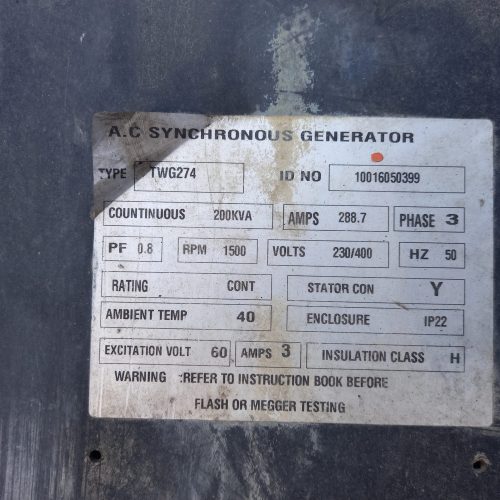 A.C SYNCHRONOUS GENERATOR
TYPE TWG274 ID NO 10016050399
COUNTINUOUS 200KVA AMPS 288.7 PHASE 3
PF 0.8 RPM 1500 VOLTS 230/400 HZ 50
RATING CONT STATOR CON Y
AMBIENT TEMP 40 ENCLOSURE IP22
EXCITATION VOLT 60 AMPS 3 INSULATION CLASS H
WARNING :REFER TO INSTRUCTION BOOK BEFORE
FLASH OR MEGGER TESTING